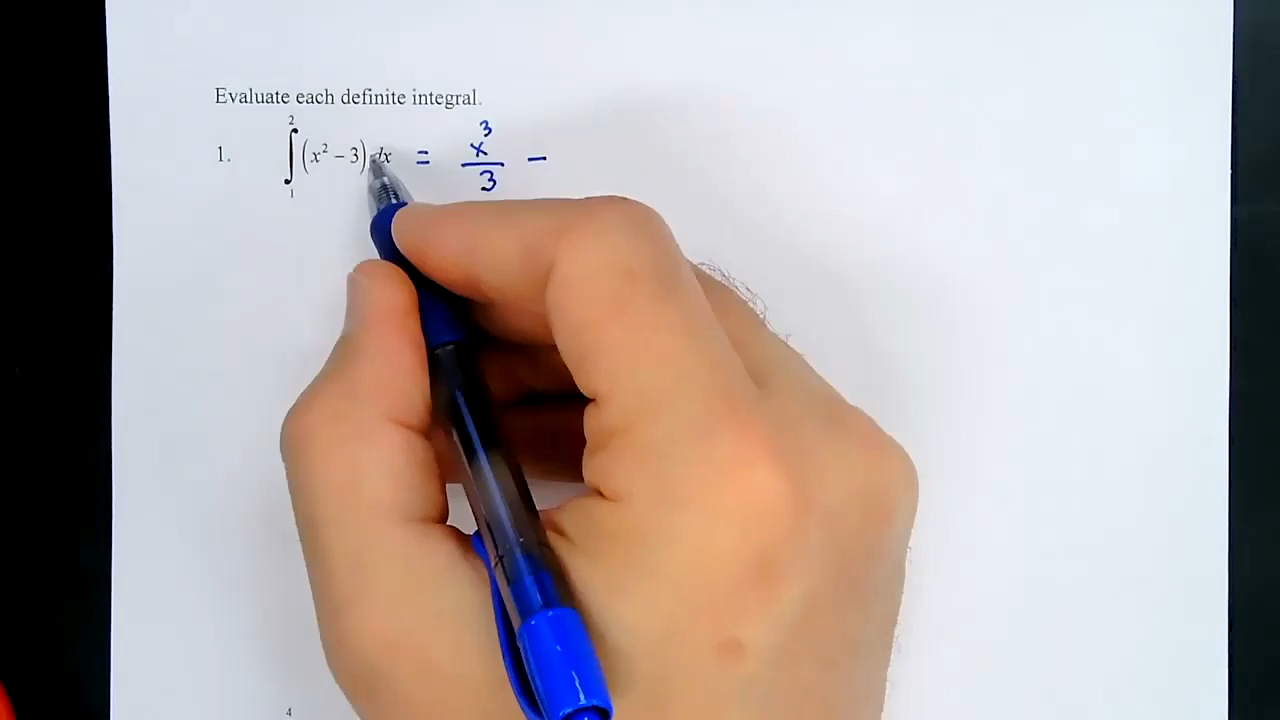 Evaluate each definite integral.
1. ∫₁² (x² − 3) dx = x³/3 −
4